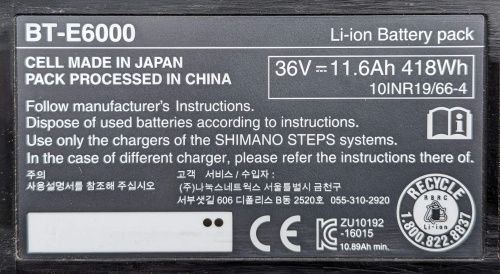 BT-E6000
Li-ion Battery pack
CELL MADE IN JAPAN
PACK PROCESSED IN CHINA
36V⎓11.6Ah 418Wh
10INR19/66-4
Follow manufacturer's Instructions.
Dispose of used batteries according to instructions.
Use only the chargers of the SHIMANO STEPS systems.
In the case of different charger, please refer to the instructions there of.
주의
사용설명서를 참조해 주십시오
고객 서비스 / 수입자 :
(주)나눅스네트웍스 서울특별시 금천구
서부샛길 606 디폴리스 B동 2520호 055-310-2920
CE
ZU10192
-16015
10.89Ah min.
RECYCLE
RBRC
Li-ion
1.800.822.8837